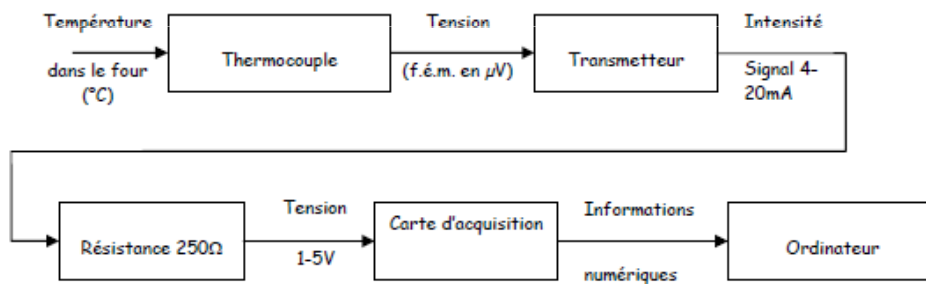 Température
dans le four
(°C)
Thermocouple
Tension
(f.é.m. en µV)
Transmetteur
Intensité
Signal 4-
20mA
Résistance 250Ω
Tension
1-5V
Carte d'acquisition
Informations
numériques
Ordinateur